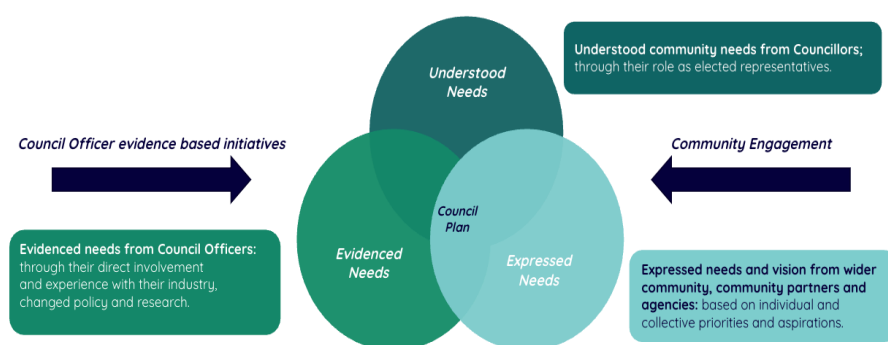 Understood community needs from Councillors;
through their role as elected representatives.
Understood
Needs
Council Officer evidence based initiatives
Community Engagement
Council
Plan
Evidenced
Needs
Expressed
Needs
Evidenced needs from Council Officers:
through their direct involvement
and experience with their industry,
changed policy and research.
Expressed needs and vision from wider
community, community partners and
agencies: based on individual and
collective priorities and aspirations.